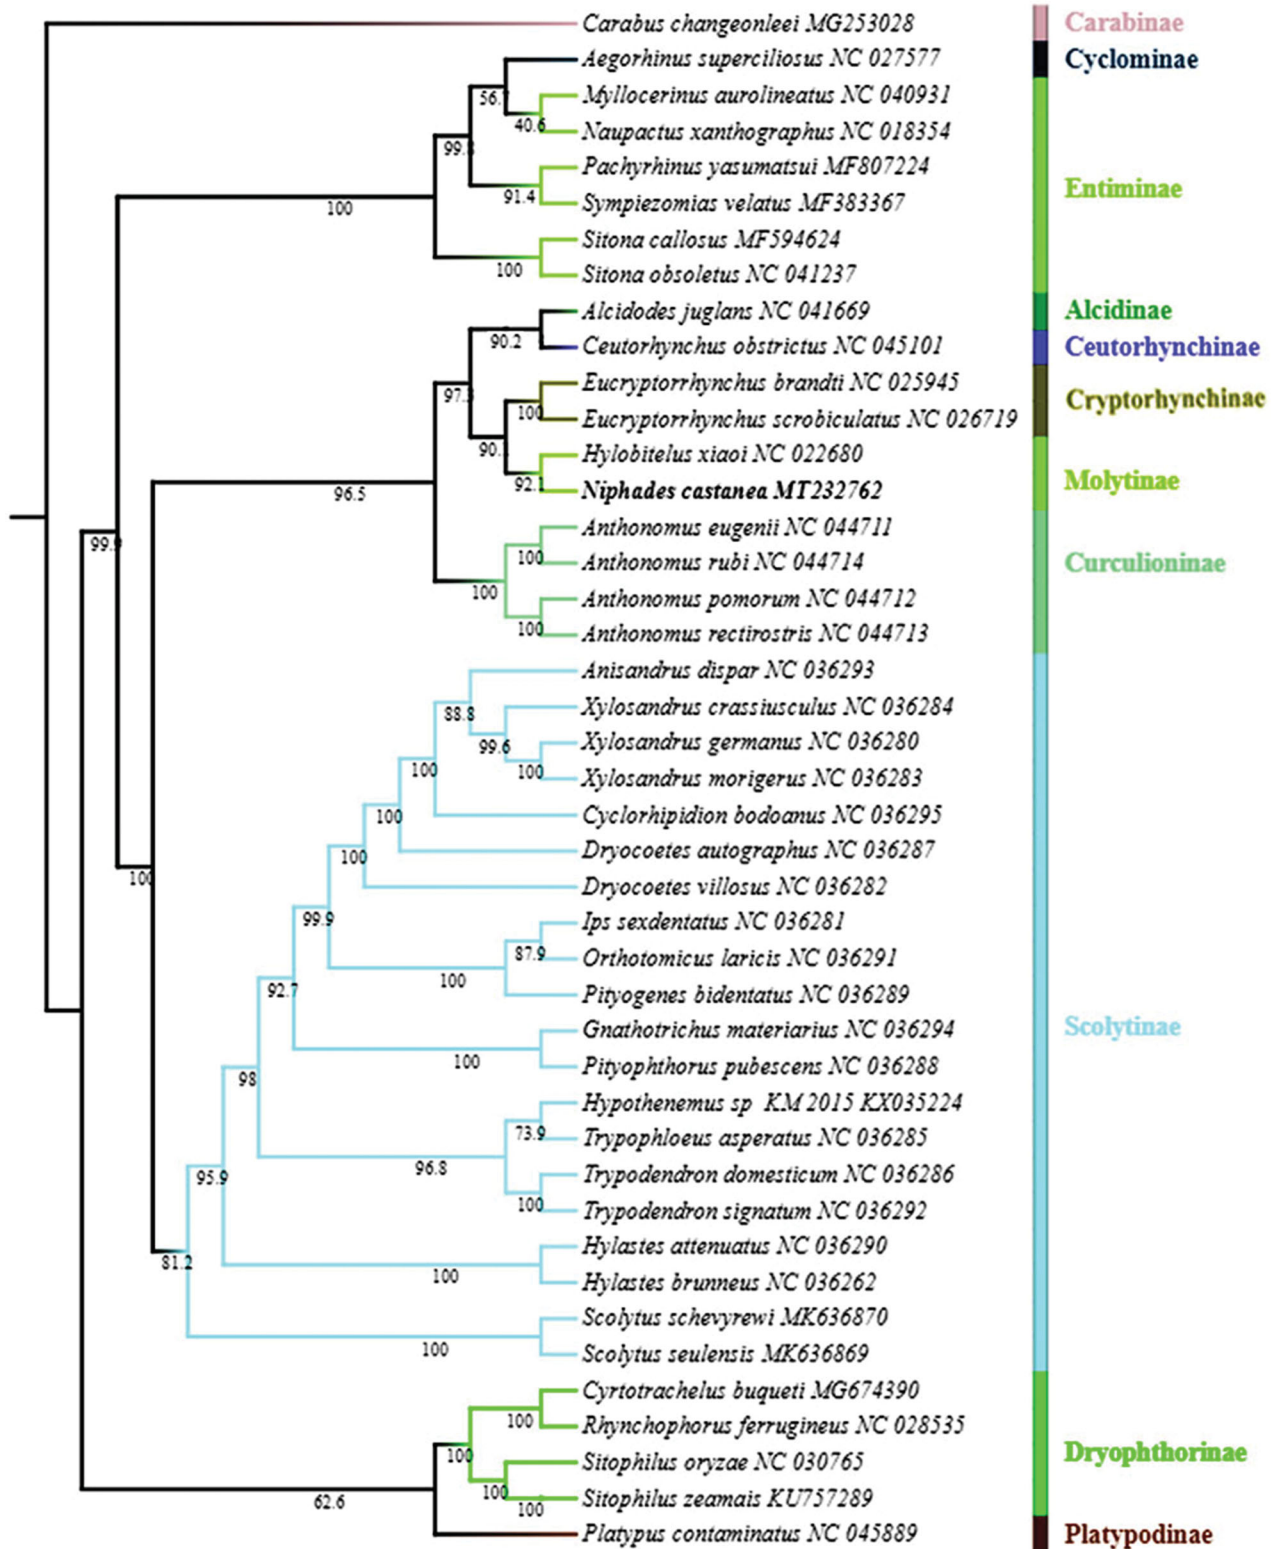 Carabus changeonleei MG253028 Carabinae
Aegorhinus superciliosus NC 027577 Cyclominae
56.
Myllocerinus aurolineatus NC 040931
40.6
Naupactus xanthographus NC 018354
99.
Pachyrhinus yasumatsui MF807224
Entiminae
91.4
Sympiezomias velatus MF383367
100
Sitona callosus MF594624
100
Sitona obsoletus NC 041237
Alcidodes juglans NC 041669 Alcidinae
90.2
Ceutorhynchus obstrictus NC 045101 Ceutorhynchinae
Eucryptorrhynchus brandti NC 025945
97.
Cryptorhynchinae
100
Eucryptorrhynchus scrobiculatus NC 026719
90.
Hylobitelus xiaoi NC 022680
Molytinae
92.1
Niphades castanea MT232762
96.5
Anthonomus eugenii NC 044711
99.
100
Anthonomus rubi NC 044714 Curculioninae
100
Anthonomus pomorum NC 044712
100
Anthonomus rectirostris NC 044713
Anisandrus dispar NC 036293
88.8
Xylosandrus crassiusculus NC 036284
99.6
Xylosandrus germanus NC 036280
100
100
Xylosandrus morigerus NC 036283
100
Cyclorhipidion bodoanus NC 036295
100
Dryocoetes autographus NC 036287
100
Dryocoetes villosus NC 036282
99.9
Ips sexdentatus NC 036281
87.9
Orthotomicus laricis NC 036291
100
92.7
Pityogenes bidentatus NC 036289
Gnathotrichus materiarius NC 036294 Scolytinae
100
Pityophthorus pubescens NC 036288
98
Hypothenemus sp KM 2015 KX035224
73.9
Trypophloeus asperatus NC 036285
96.8
95.9
Trypodendron domesticum NC 036286
100
Trypodendron signatum NC 036292
Hylastes attenuatus NC 036290
81.2
100
Hylastes brunneus NC 036262
Scolytus schevyrewi MK636870
100
Scolytus seulensis MK636869
Cyrtotrachelus buqueti MG674390
100
Rhynchophorus ferrugineus NC 028535
100
Dryophthorinae
Sitophilus oryzae NC 030765
100
Sitophilus zeamais KU757289
62.6
100
Platypus contaminatus NC 045889 Platypodinae